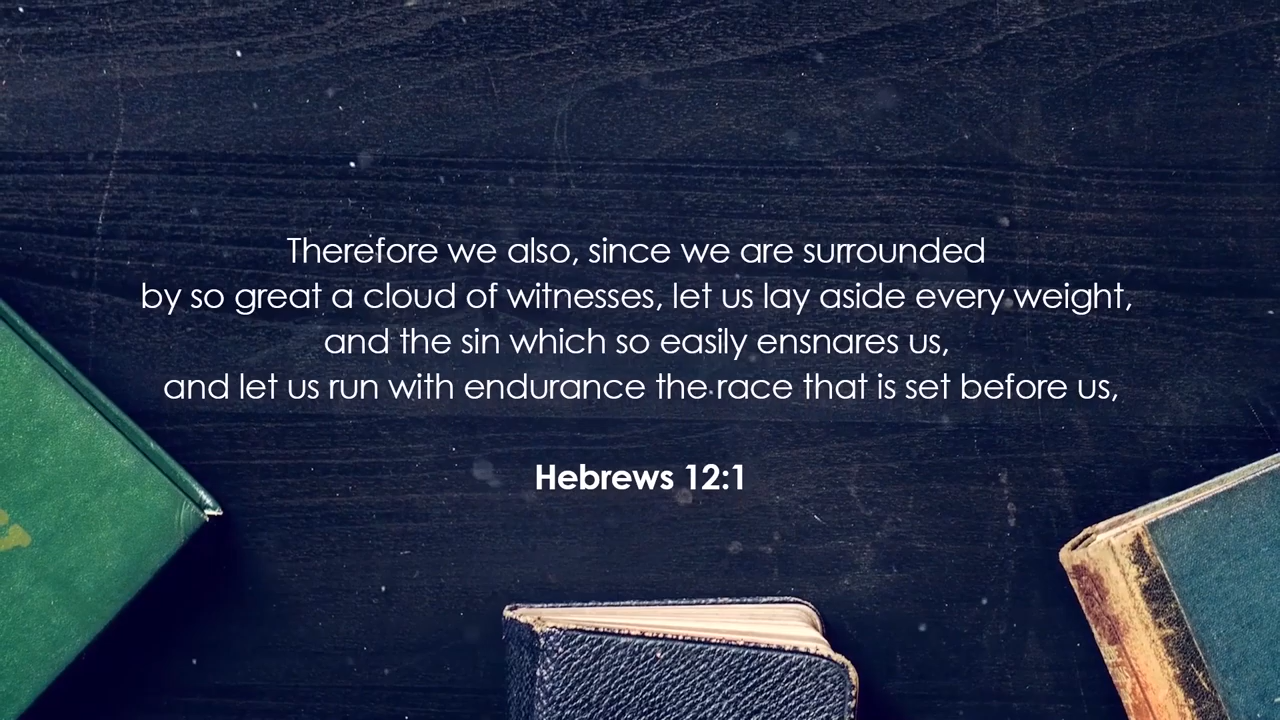 Therefore we also, since we are surrounded
by so great a cloud of witnesses, let us lay aside every weight,
and the sin which so easily ensnares us,
and let us run with endurance the race that is set before us,
Hebrews 12:1